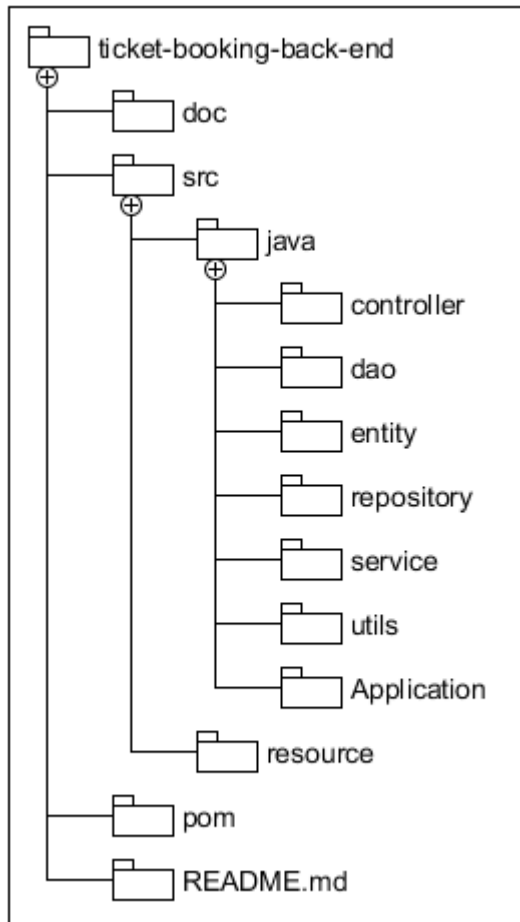 ticket-booking-back-end
doc
src
java
controller
dao
entity
repository
service
utils
Application
resource
pom
README.md